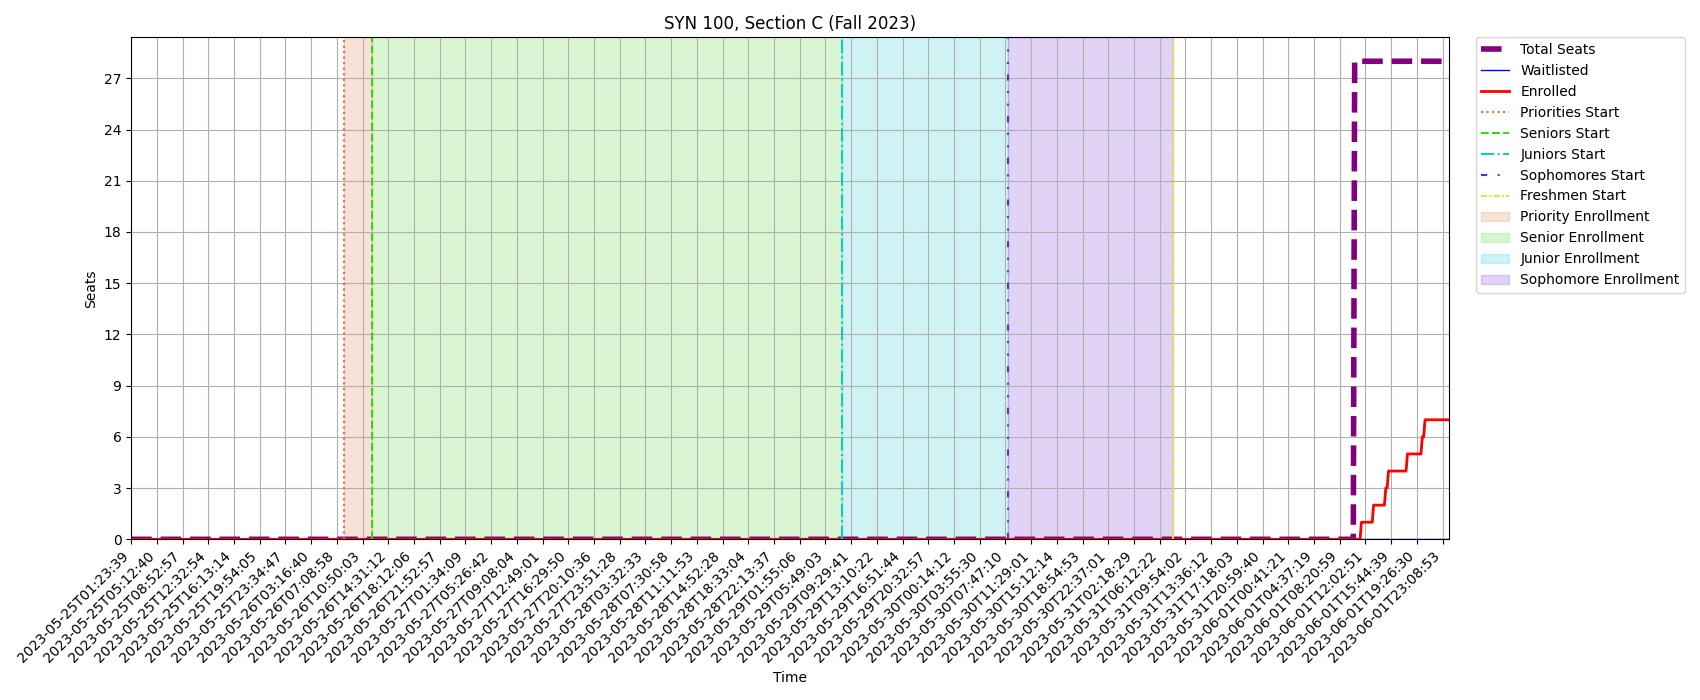 SYN 100, Section C (Fall 2023)
Seats
27
24
21
18
15
12
9
6
3
0
2023-05-25T01:23:39
2023-05-25T05:12:40
2023-05-25T08:52:57
2023-05-25T12:32:54
2023-05-25T16:13:14
2023-05-25T19:54:05
2023-05-25T23:34:47
2023-05-26T03:16:40
2023-05-26T07:08:58
2023-05-26T10:50:03
2023-05-26T14:31:12
2023-05-26T18:12:06
2023-05-26T21:52:57
2023-05-27T01:34:09
2023-05-27T05:26:42
2023-05-27T09:08:04
2023-05-27T12:49:01
2023-05-27T16:29:50
2023-05-27T20:10:36
2023-05-27T23:51:28
2023-05-28T03:32:33
2023-05-28T07:30:58
2023-05-28T11:11:53
2023-05-28T14:52:28
2023-05-28T18:33:04
2023-05-28T22:13:37
2023-05-29T01:55:06
2023-05-29T05:49:03
2023-05-29T09:29:41
2023-05-29T13:10:22
2023-05-29T16:51:44
2023-05-29T20:32:57
2023-05-30T00:14:12
2023-05-30T03:55:30
2023-05-30T07:47:10
2023-05-30T11:29:01
2023-05-30T15:12:14
2023-05-30T18:54:53
2023-05-30T22:37:01
2023-05-31T02:18:29
2023-05-31T06:12:22
2023-05-31T09:54:02
2023-05-31T13:36:12
2023-05-31T17:18:03
2023-05-31T20:59:40
2023-06-01T00:41:21
2023-06-01T04:37:19
2023-06-01T08:20:59
2023-06-01T12:02:51
2023-06-01T15:44:39
2023-06-01T19:26:30
2023-06-01T23:08:53
Time
Total Seats
Waitlisted
Enrolled
Priorities Start
Seniors Start
Juniors Start
Sophomores Start
Freshmen Start
Priority Enrollment
Senior Enrollment
Junior Enrollment
Sophomore Enrollment